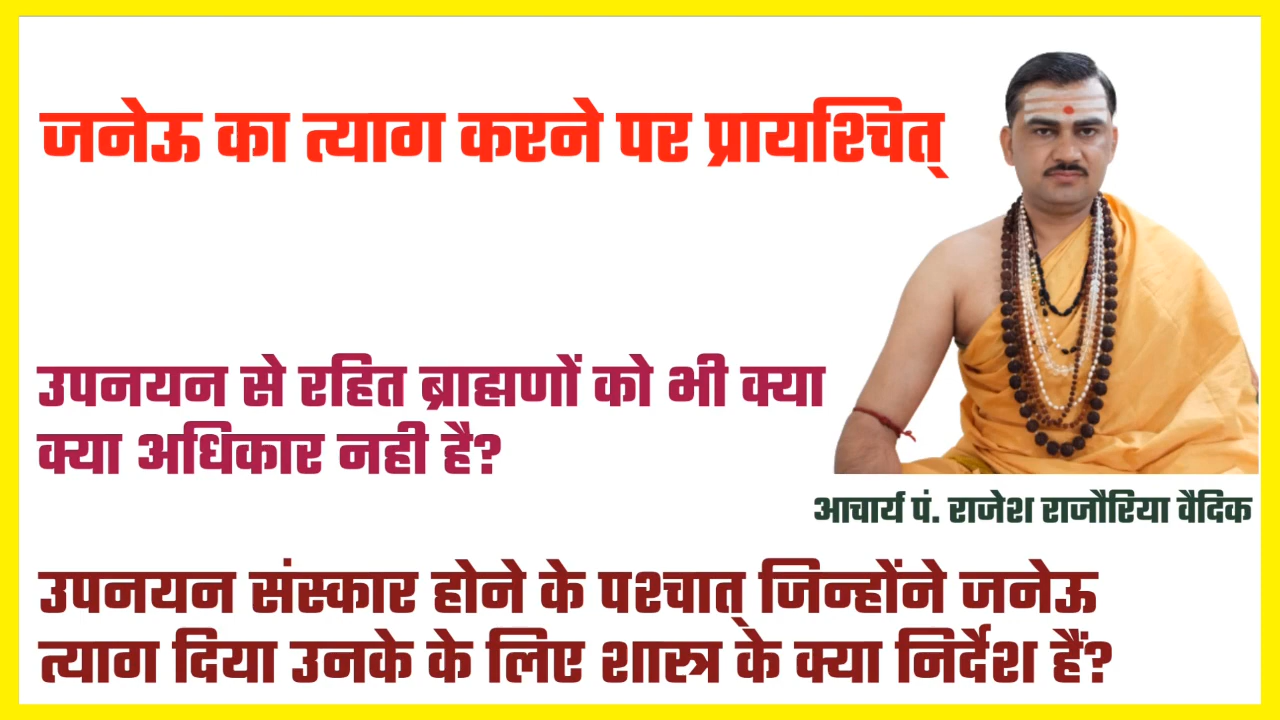 जनेऊ का त्याग करने पर प्रायश्चित्
उपनयन से रहित ब्राह्मणों को भी क्या
क्या अधिकार नही है?
आचार्य पं. राजेश राजौरिया वैदिक
उपनयन संस्कार होने के पश्चात् जिन्होंने जनेऊ
त्याग दिया उनके के लिए शास्त्र के क्या निर्देश हैं?